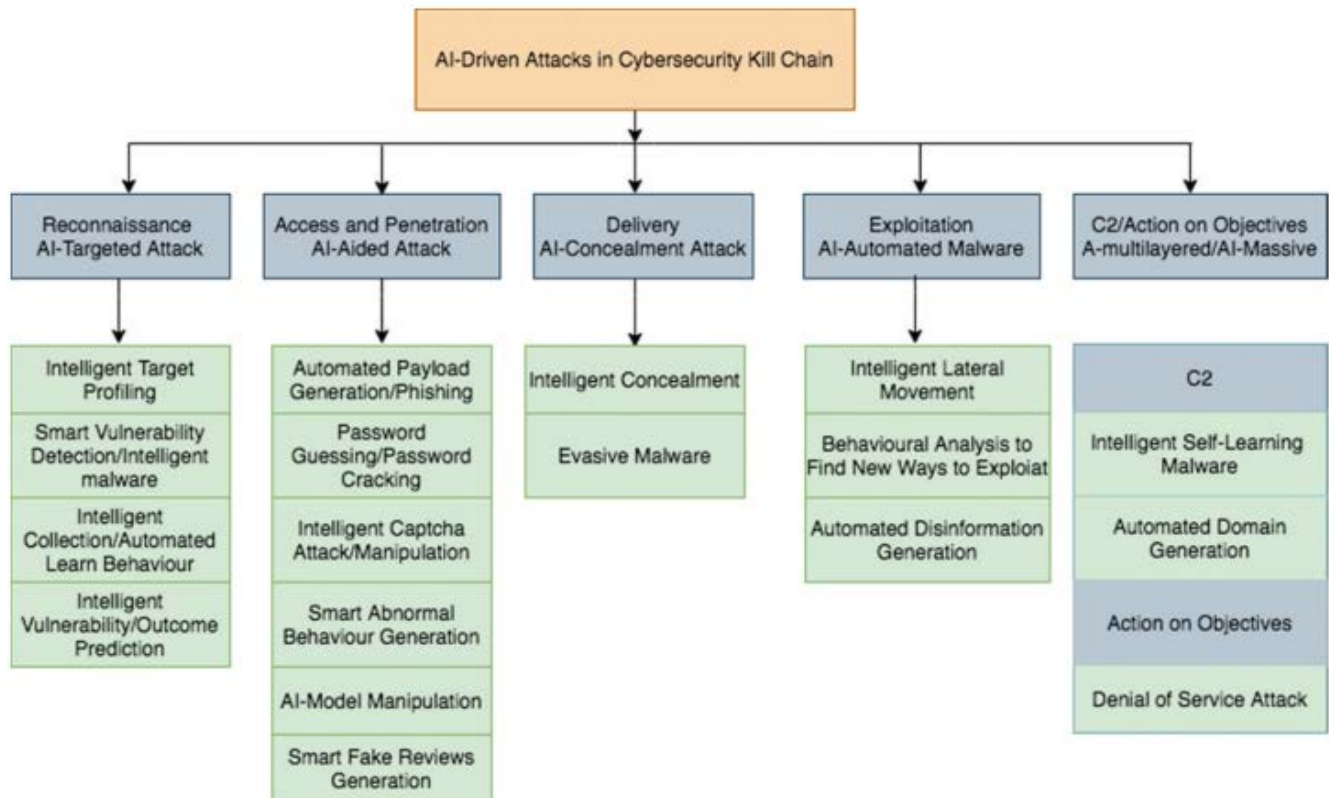 AI-Driven Attacks in Cybersecurity Kill Chain
Reconnaissance
AI-Targeted Attack
Access and Penetration
AI-Aided Attack
Delivery
AI-Concealment Attack
Exploitation
AI-Automated Malware
C2/Action on Objectives
A-multilayered/AI-Massive
Intelligent Target
Profiling
Smart Vulnerability
Detection/Intelligent
malware
Intelligent
Collection/Automated
Learn Behaviour
Intelligent
Vulnerability/Outcome
Prediction
Automated Payload
Generation/Phishing
Password
Guessing/Password
Cracking
Intelligent Captcha
Attack/Manipulation
Smart Abnormal
Behaviour Generation
AI-Model Manipulation
Smart Fake Reviews
Generation
Intelligent Concealment
Evasive Malware
Intelligent Lateral
Movement
Behavioural Analysis to
Find New Ways to Exploiat
Automated Disinformation
Generation
C2
Intelligent Self-Learning
Malware
Automated Domain
Generation
Action on Objectives
Denial of Service Attack